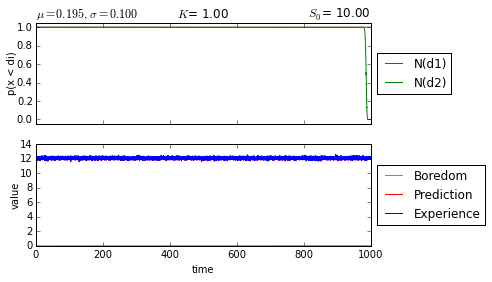 μ=0.195, σ=0.100 K= 1.00 S₀= 10.00
1.0
0.8
0.6
0.4
0.2
0.0
p(x < di)
N(d1)
N(d2)
14
12
10
8
6
4
2
0
value
Boredom
Prediction
Experience
0 200 400 600 800 1000
time